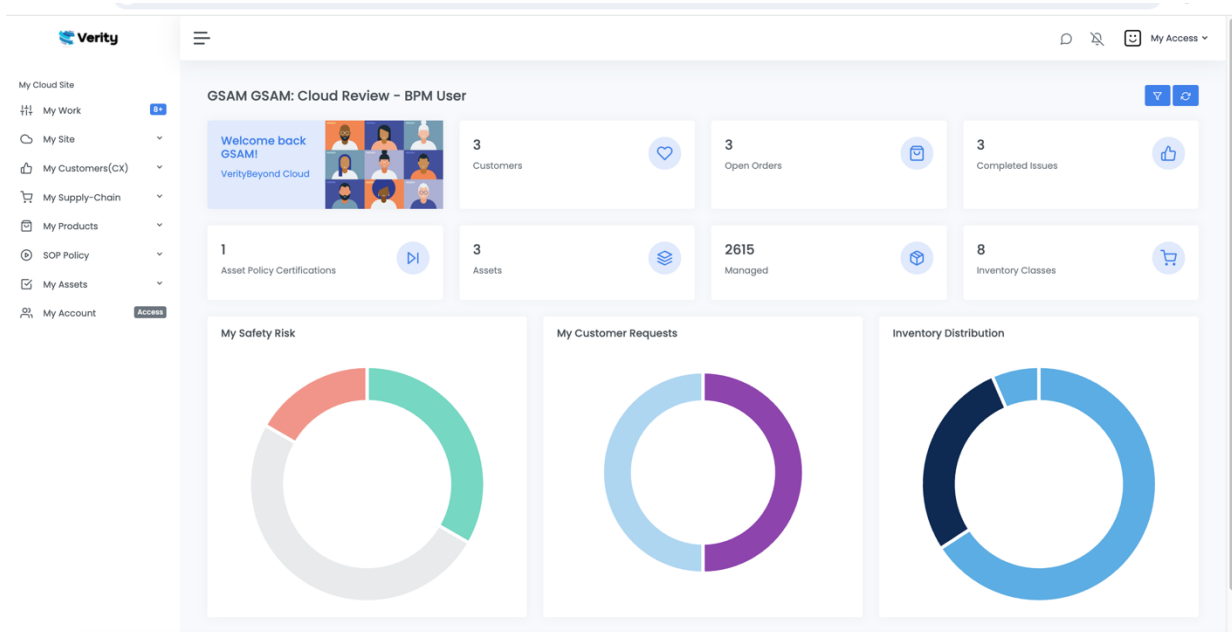 Verity
My Access
My Cloud Site
My Work
8+
My Site
My Customers(CX)
My Supply-Chain
My Products
SOP Policy
My Assets
My Account
Access
GSAM GSAM: Cloud Review - BPM User
Welcome back
GSAM!
VerityBeyond Cloud
3
Customers
3
Open Orders
3
Completed Issues
1
Asset Policy Certifications
3
Assets
2615
Managed
8
Inventory Classes
My Safety Risk
My Customer Requests
Inventory Distribution